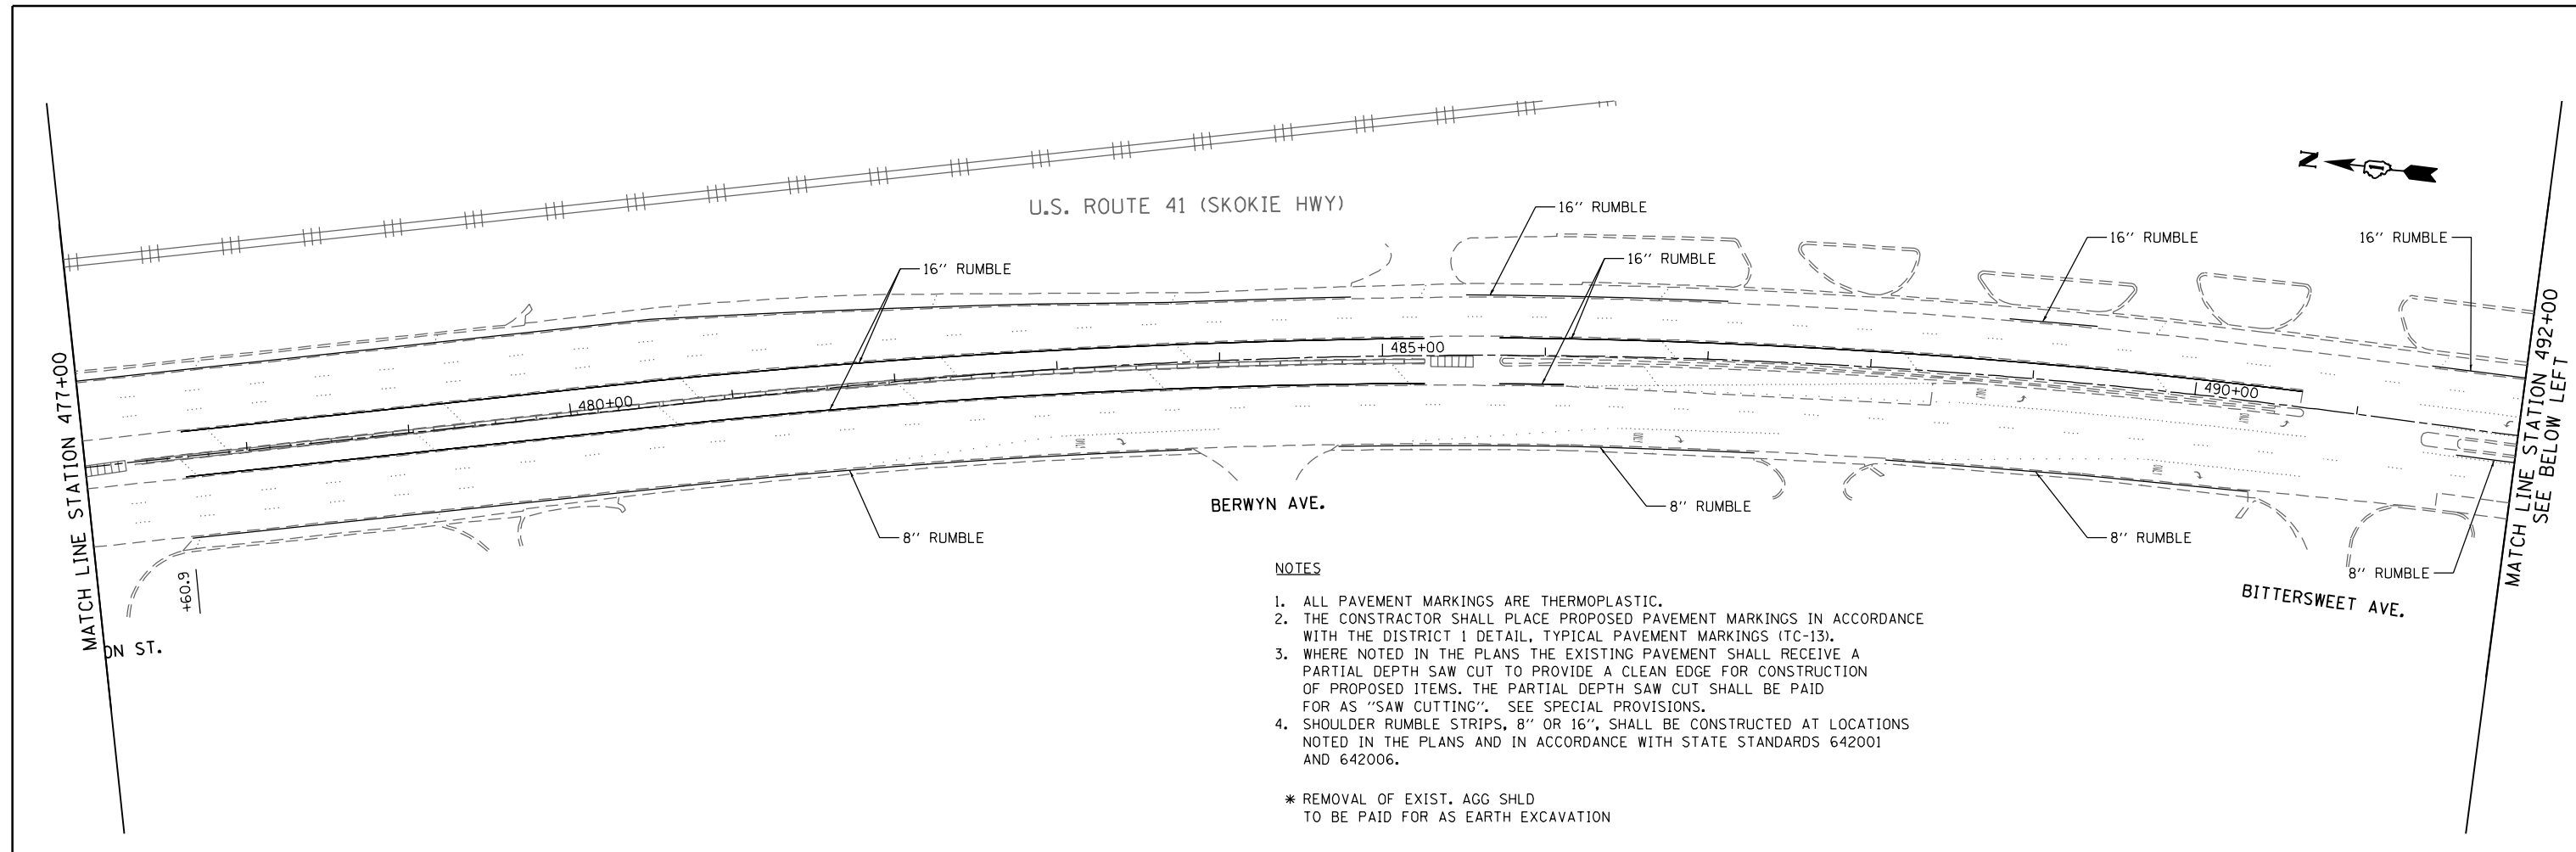 U.S. ROUTE 41 (SKOKIE HWY)
N
1
16" RUMBLE
16" RUMBLE
16" RUMBLE
16" RUMBLE
16" RUMBLE
480+00
485+00
490+00
MATCH LINE STATION 477+00
MATCH LINE STATION 492+00
SEE BELOW LEFT
ONLY
ONLY
ONLY
ONLY
ONLY
8" RUMBLE
8" RUMBLE
8" RUMBLE
8" RUMBLE
BERWYN AVE.
BITTERSWEET AVE.
+60.9
ON ST.
NOTES
1. ALL PAVEMENT MARKINGS ARE THERMOPLASTIC.
2. THE CONSTRACTOR SHALL PLACE PROPOSED PAVEMENT MARKINGS IN ACCORDANCE
WITH THE DISTRICT 1 DETAIL, TYPICAL PAVEMENT MARKINGS (TC-13).
3. WHERE NOTED IN THE PLANS THE EXISTING PAVEMENT SHALL RECEIVE A
PARTIAL DEPTH SAW CUT TO PROVIDE A CLEAN EDGE FOR CONSTRUCTION
OF PROPOSED ITEMS. THE PARTIAL DEPTH SAW CUT SHALL BE PAID
FOR AS "SAW CUTTING". SEE SPECIAL PROVISIONS.
4. SHOULDER RUMBLE STRIPS, 8" OR 16", SHALL BE CONSTRUCTED AT LOCATIONS
NOTED IN THE PLANS AND IN ACCORDANCE WITH STATE STANDARDS 642001
AND 642006.
* REMOVAL OF EXIST. AGG SHLD
TO BE PAID FOR AS EARTH EXCAVATION